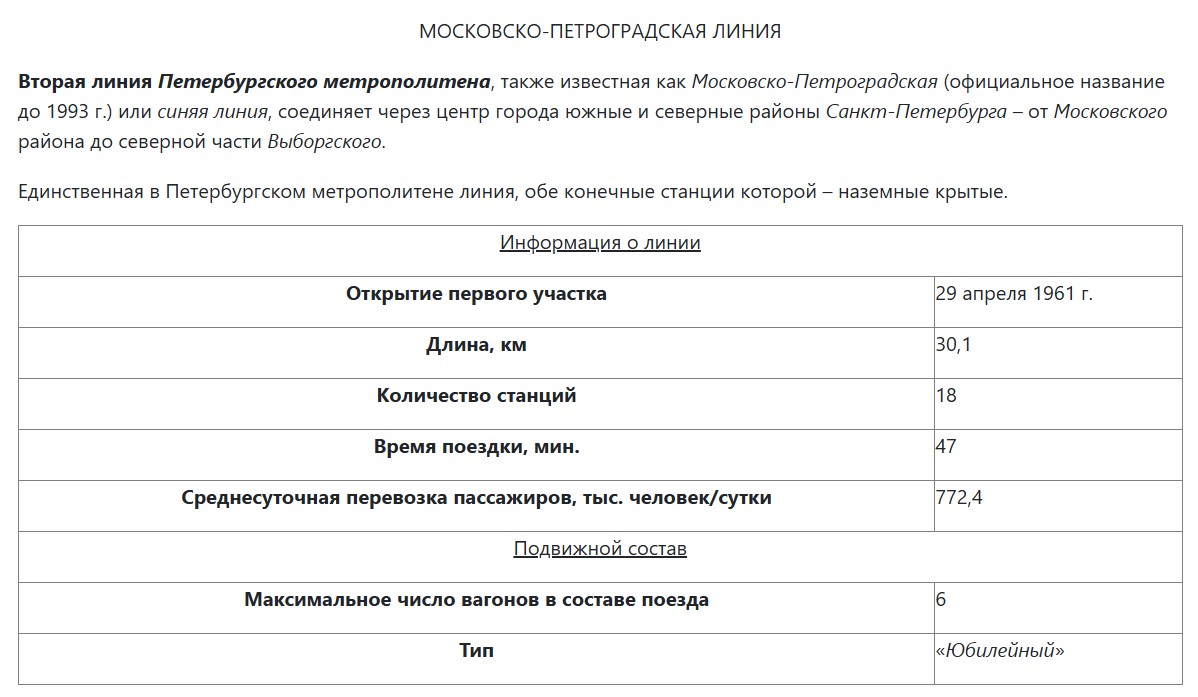 МОСКОВСКО-ПЕТРОГРАДСКАЯ ЛИНИЯ
Вторая линия Петербургского метрополитена, также известная как Московско-Петроградская (официальное название
до 1993 г.) или синяя линия, соединяет через центр города южные и северные районы Санкт-Петербурга – от Московского
района до северной части Выборгского.
Единственная в Петербургском метрополитене линия, обе конечные станции которой – наземные крытые.
Информация о линии
Открытие первого участка 29 апреля 1961 г.
Длина, км 30,1
Количество станций 18
Время поездки, мин. 47
Среднесуточная перевозка пассажиров, тыс. человек/сутки 772,4
Подвижной состав
Максимальное число вагонов в составе поезда 6
Тип «Юбилейный»